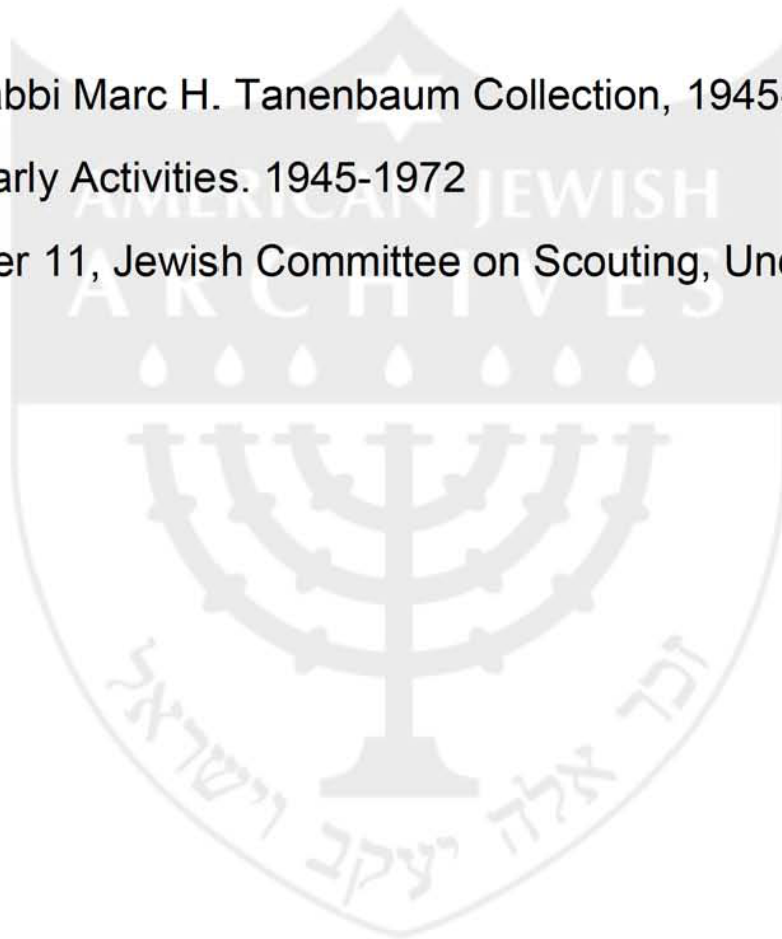 abbi Marc H. Tanenbaum Collection, 1945-
arly Activities. 1945-1972
AMERICAN JEWISH
er 11, Jewish Committee on Scouting, Un
ARCHIVES
זכר אלה יעקב וישראל